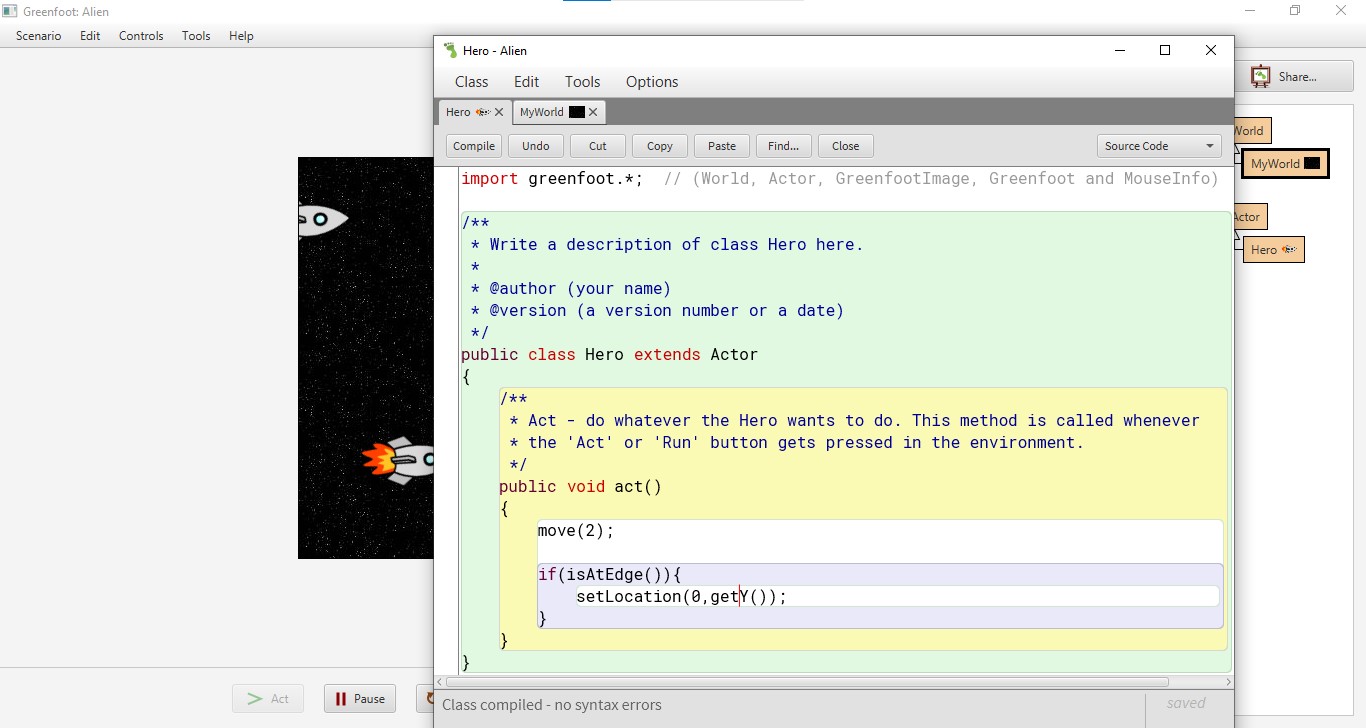 Greenfoot: Alien
Scenario Edit Controls Tools Help
Hero - Alien
Class Edit Tools Options
Hero MyWorld
Compile Undo Cut Copy Paste Find... Close Source Code
import greenfoot.*;  // (World, Actor, GreenfootImage, Greenfoot and MouseInfo)
/**
 * Write a description of class Hero here.
 *
 * @author (your name)
 * @version (a version number or a date)
 */
public class Hero extends Actor
{
    /**
     * Act - do whatever the Hero wants to do. This method is called whenever
     * the 'Act' or 'Run' button gets pressed in the environment.
     */
    public void act()
    {
        move(2);
        if(isAtEdge()){
            setLocation(0,getY());
        }
    }
}
Class compiled - no syntax errors
saved
Share...
World
MyWorld
Actor
Hero
Act Pause